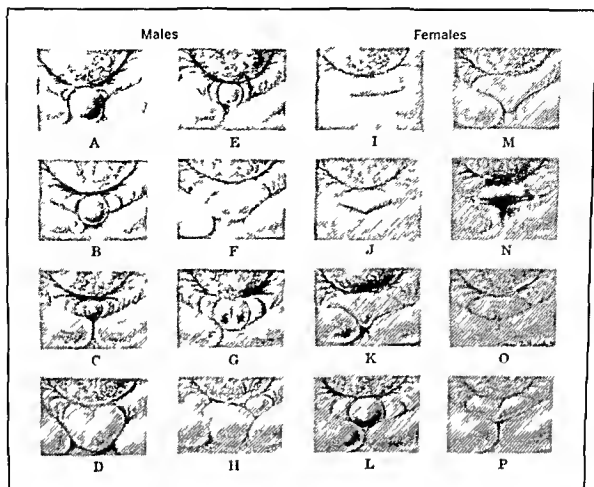 Males Females
A E I M
B F J N
C G K O
D H L P